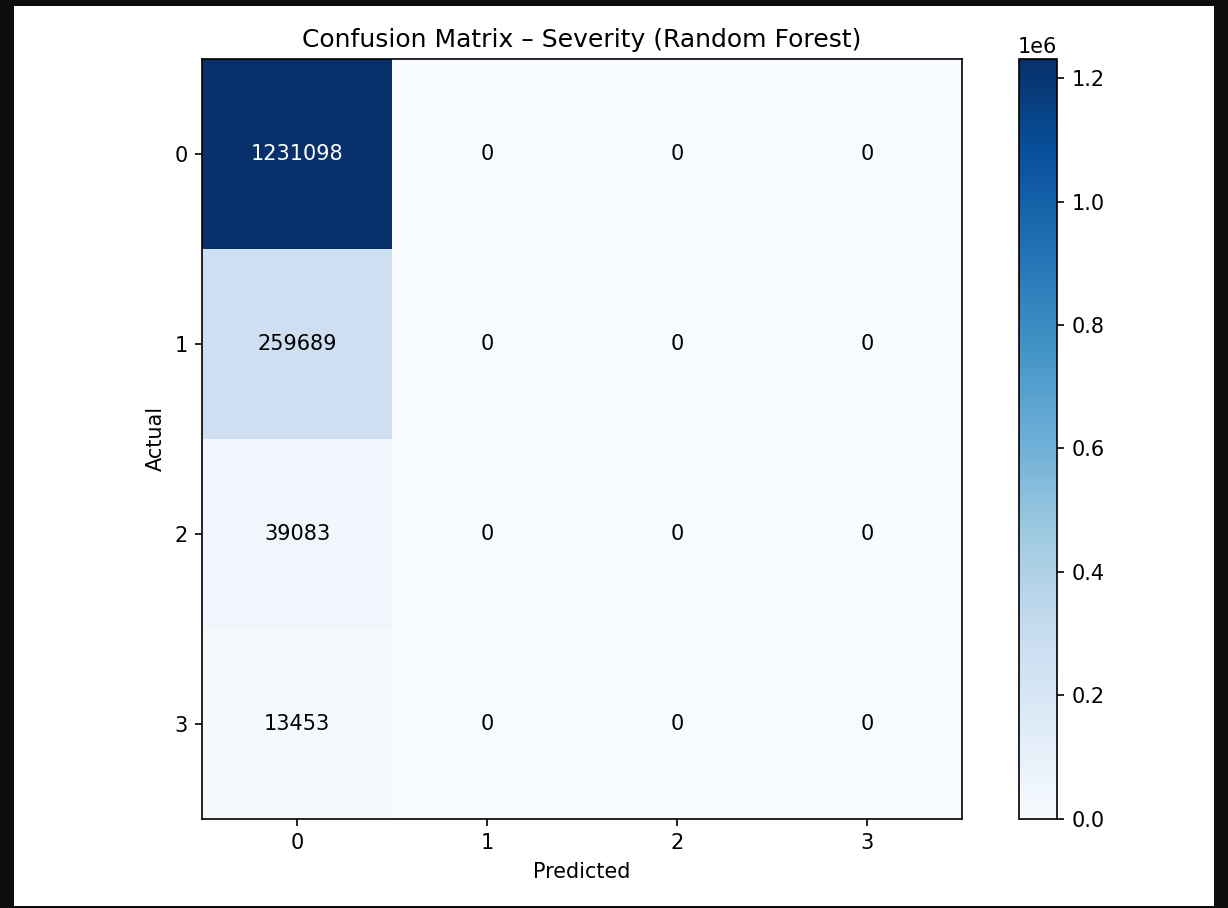 Confusion Matrix – Severity (Random Forest)
1e6
1.2
1.0
0.8
0.6
0.4
0.2
0.0
Actual
0 1231098 0 0 0
1 259689 0 0 0
2 39083 0 0 0
3 13453 0 0 0
0 1 2 3
Predicted